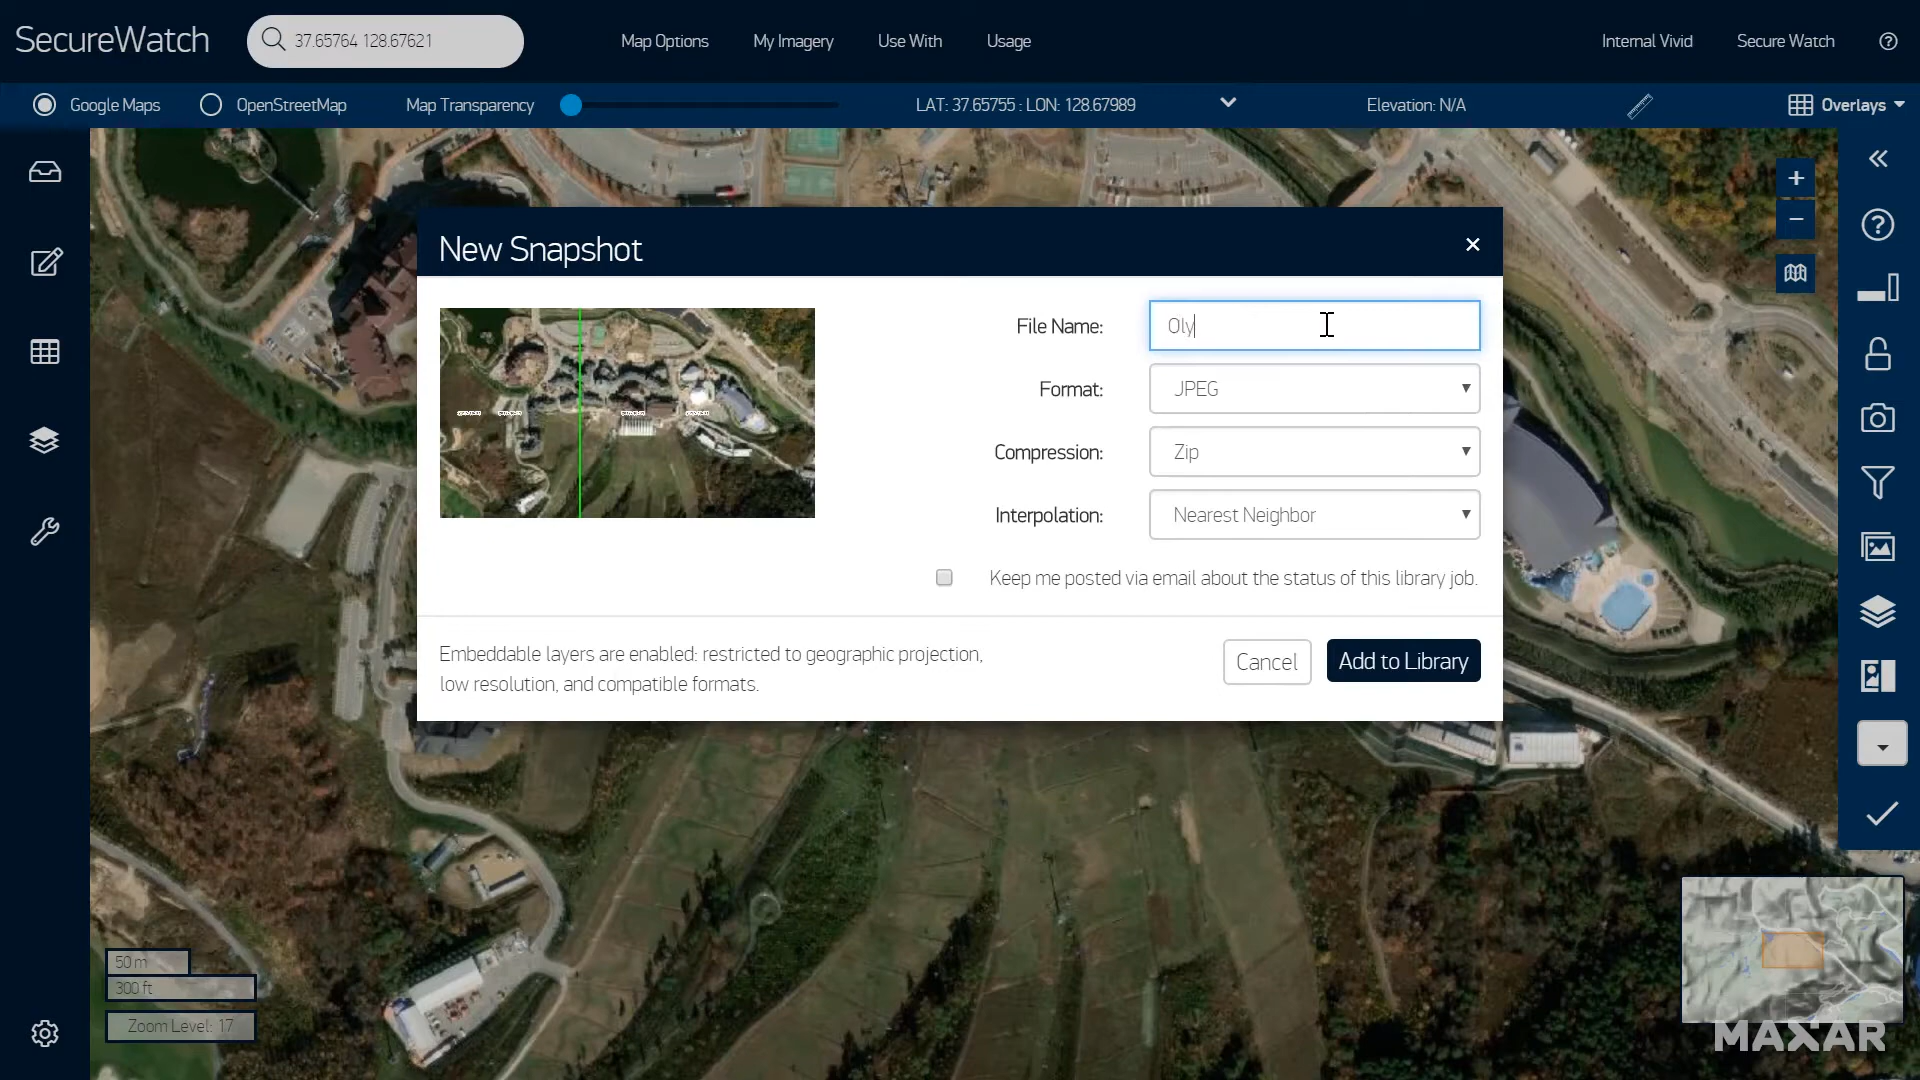 SecureWatch
37.65764 128.67621
Map Options
My Imagery
Use With
Usage
Internal Vivid
Secure Watch
Google Maps
OpenStreetMap
Map Transparency
LAT: 37.65755 : LON: 128.67989
Elevation: N/A
Overlays
New Snapshot
File Name:
Oly
Format:
JPEG
Compression:
Zip
Interpolation:
Nearest Neighbor
Keep me posted via email about the status of this library job.
Embeddable layers are enabled: restricted to geographic projection,
low resolution, and compatible formats.
Cancel
Add to Library
50 m
300 ft
Zoom Level: 17
MAXAR